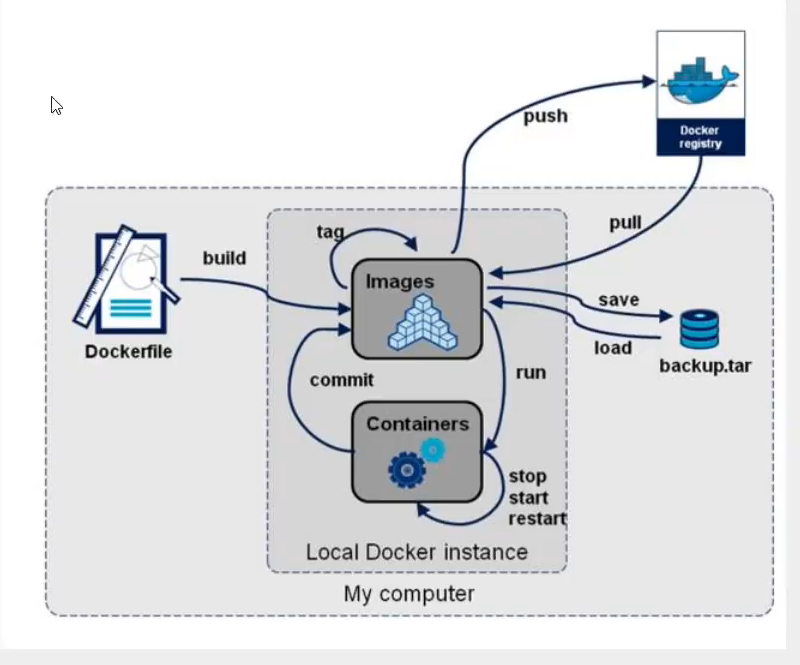 push
Docker
registry
pull
tag
build
Images
save
load
Dockerfile
backup.tar
commit
run
Containers
stop
start
restart
Local Docker instance
My computer